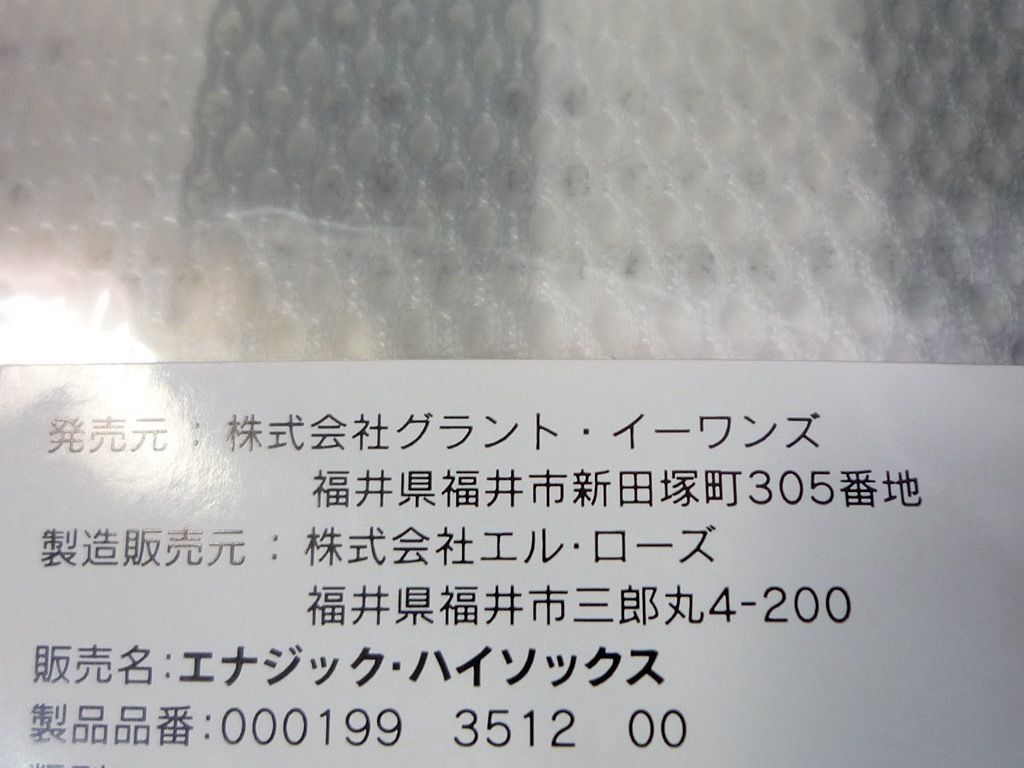 発売元：株式会社グラント・イーワンズ
福井県福井市新田塚町305番地
製造販売元：株式会社エル・ローズ
福井県福井市三郎丸4-200
販売名：エナジック・ハイソックス
製品品番：000199 3512 00